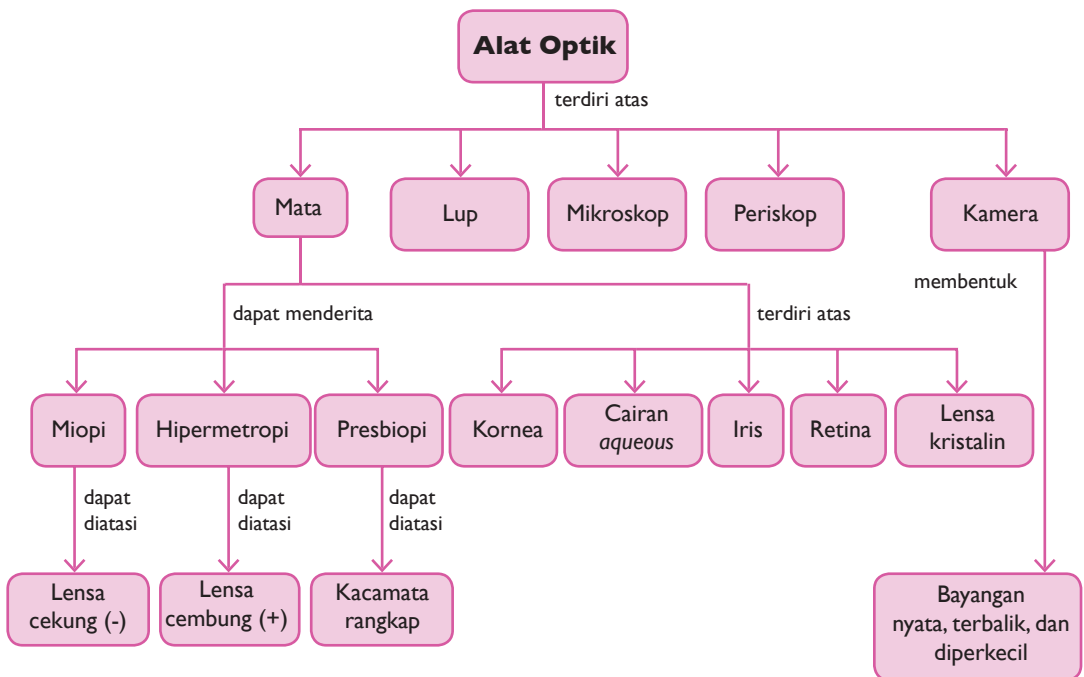 Alat Optik
terdiri atas
Mata
Lup
Mikroskop
Periskop
Kamera
membentuk
dapat menderita
terdiri atas
Miopi
Hipermetropi
Presbiopi
Kornea
Cairan
aqueous
Iris
Retina
Lensa
kristalin
dapat
diatasi
dapat
diatasi
dapat
diatasi
Lensa
cekung (-)
Lensa
cembung (+)
Kacamata
rangkap
Bayangan
nyata, terbalik, dan
diperkecil